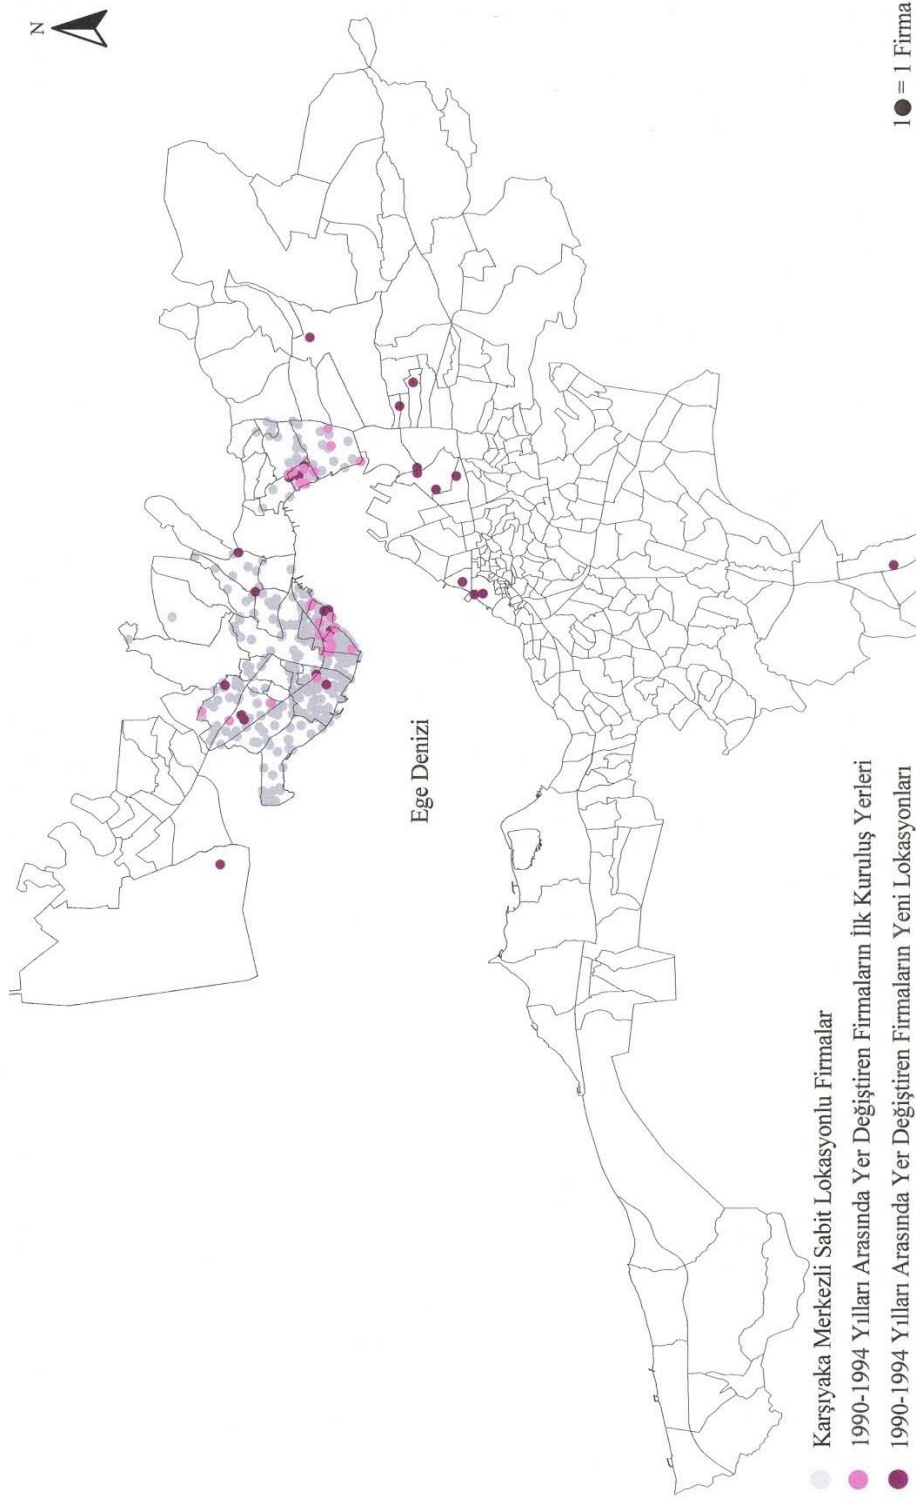 N
Ege Denizi
Karşıyaka Merkezli Sabit Lokasyonlu Firmalar
1990-1994 Yılları Arasında Yer Değiştiren Firmaların İlk Kuruluş Yerleri
1990-1994 Yılları Arasında Yer Değiştiren Firmaların Yeni Lokasyonları
1● = 1 Firma